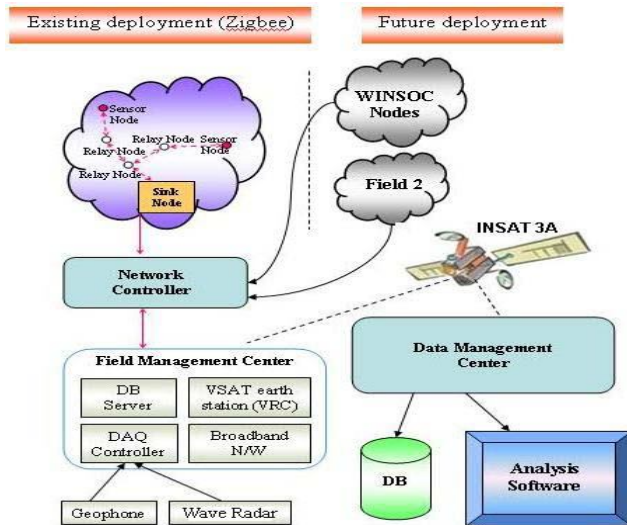 Existing deployment (Zigbee)
Future deployment
Sensor
Node
Relay Node
Sensor
Node
Relay Node
Relay Node
Sink
Node
WINSOC
Nodes
Field 2
INSAT 3A
Network
Controller
Field Management Center
DB
Server
VSAT earth
station (VRC)
DAQ
Controller
Broadband
N/W
Geophone
Wave Radar
Data Management
Center
DB
Analysis
Software